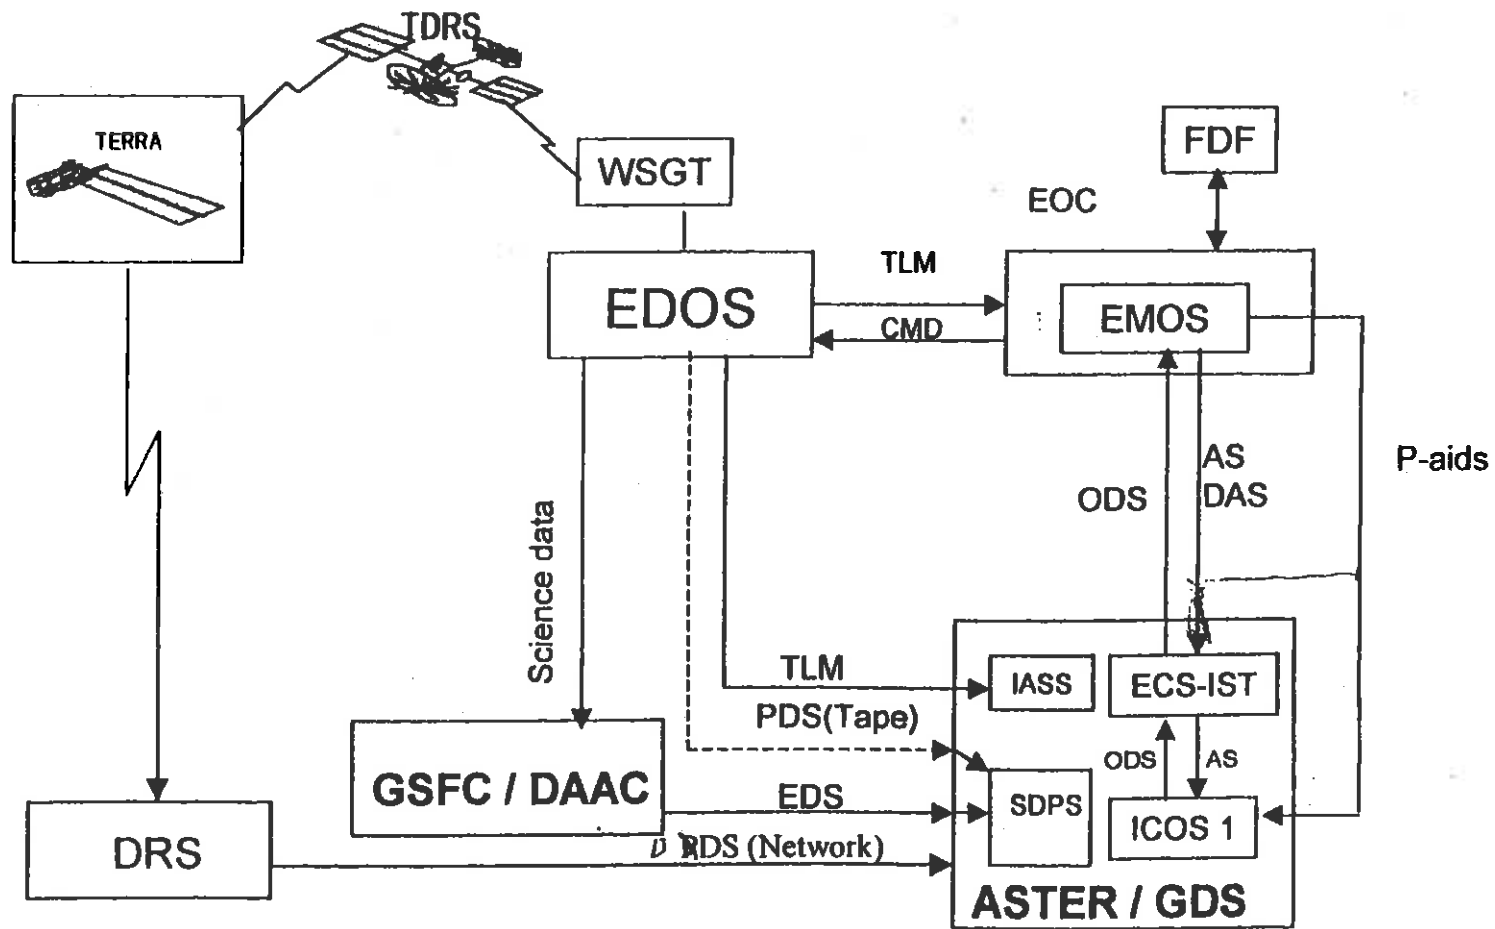 TDRS
TERRA
WSGT
FDF
EOC
EDOS
TLM
CMD
EMOS
P-aids
AS
DAS
ODS
Science data
TLM
IASS
ECS-IST
PDS(Tape)
ODS
AS
GSFC / DAAC
EDS
SDPS
ICOS 1
DRS
(Network)
ASTER / GDS